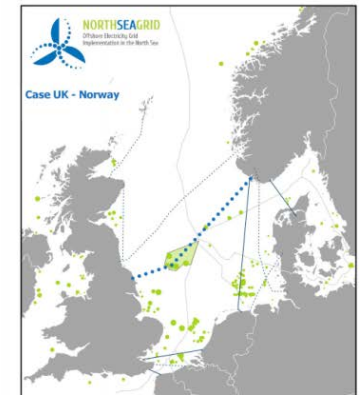 NORTHSEAGRID
Offshore Electricity Grid
Implementation in the North Sea
Case UK - Norway